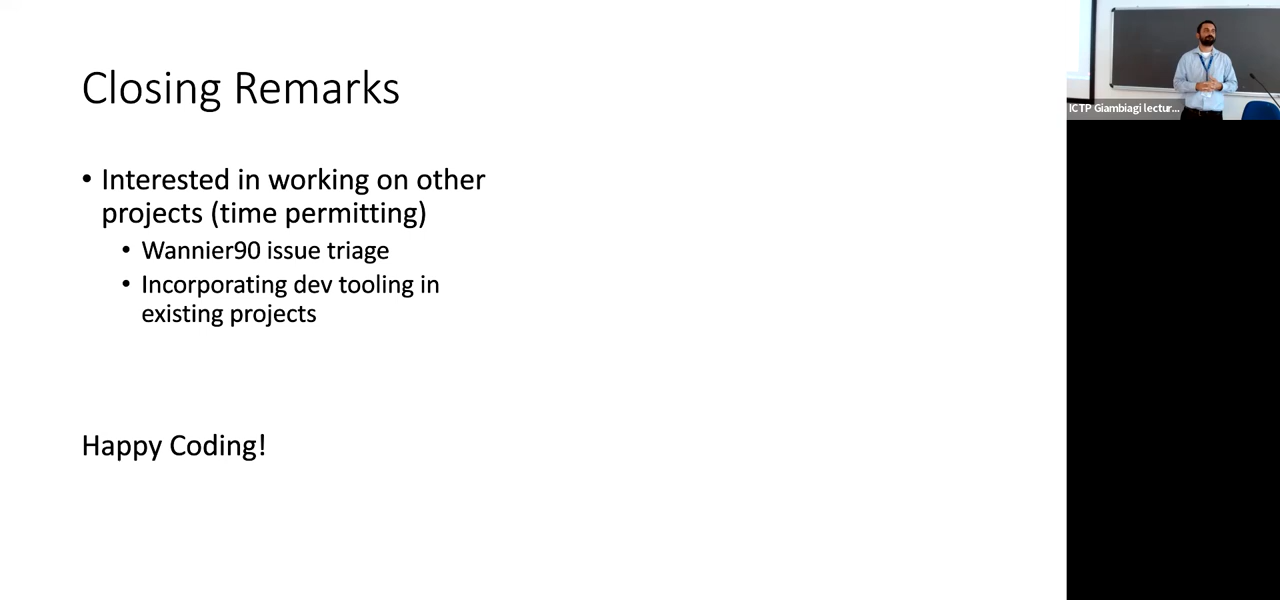 Closing Remarks
• Interested in working on other
projects (time permitting)
• Wannier90 issue triage
• Incorporating dev tooling in
existing projects
Happy Coding!
ICTP Giambiagi lectur...